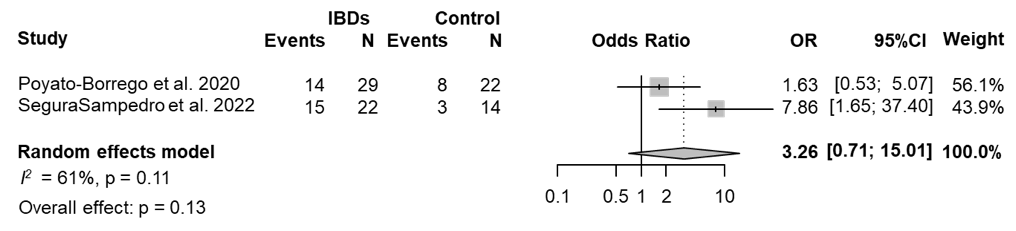 IBDs Control
Study Events N Events N Odds Ratio OR 95%CI Weight
Poyato-Borrego et al. 2020 14 29 8 22 1.63 [0.53; 5.07] 56.1%
SeguraSampedro et al. 2022 15 22 3 14 7.86 [1.65; 37.40] 43.9%
Random effects model 3.26 [0.71; 15.01] 100.0%
I² = 61%, p = 0.11
Overall effect: p = 0.13
0.1 0.5 1 2 10